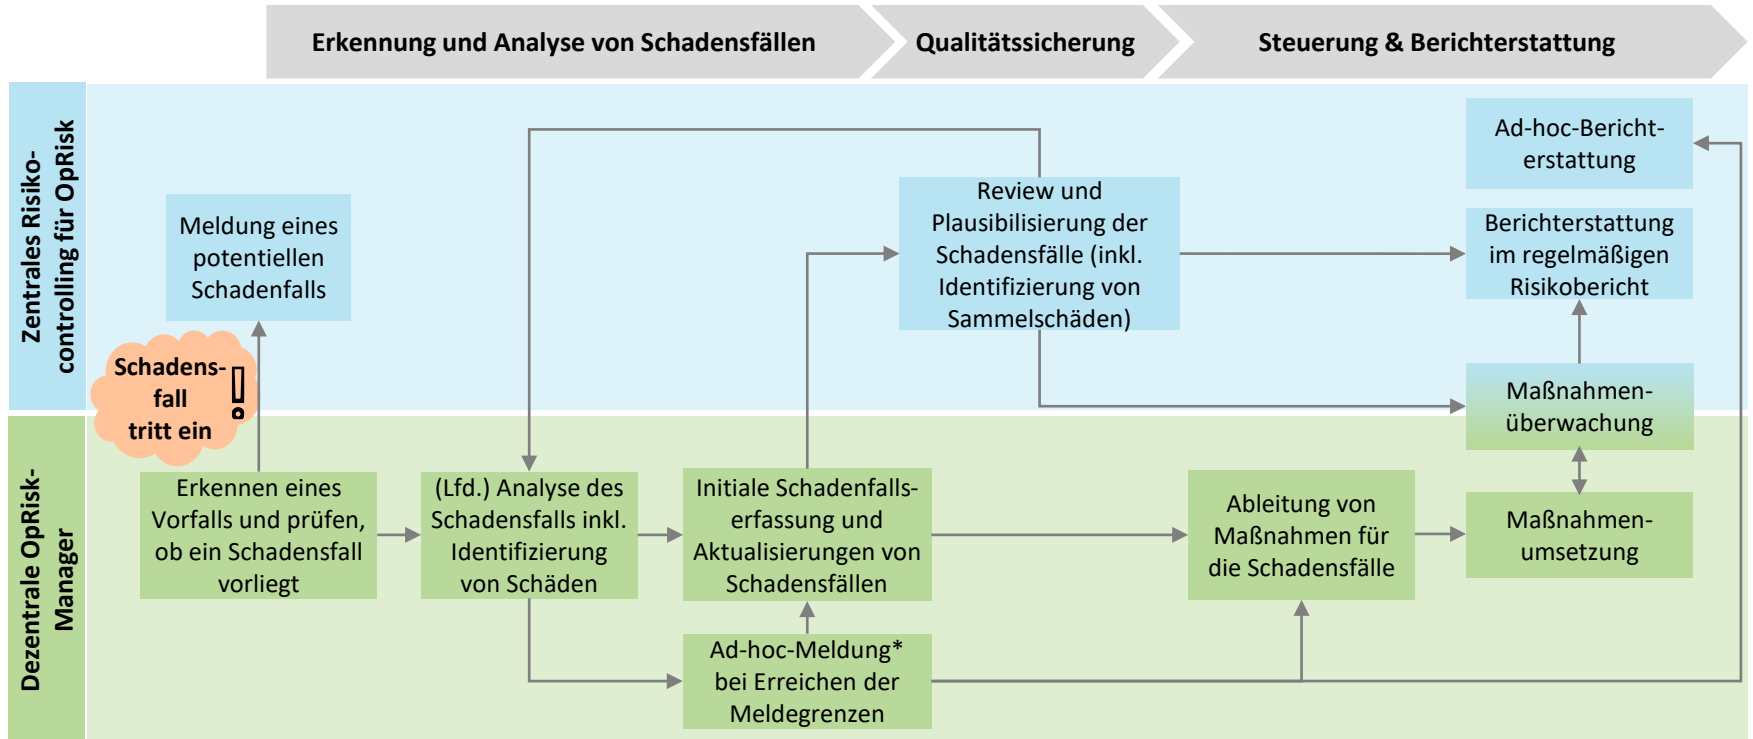 Erkennung und Analyse von Schadensfällen
Qualitätssicherung
Steuerung & Berichterstattung
Zentrales Risiko-
controlling für OpRisk
Meldung eines
potentiellen
Schadenfalls
Review und
Plausibilisierung der
Schadensfälle (inkl.
Identifizierung von
Sammelschäden)
Ad-hoc-Bericht-
erstattung
Berichterstattung
im regelmäßigen
Risikobericht
Schadens-
fall
tritt ein
!
Maßnahmen-
überwachung
Dezentrale OpRisk-
Manager
Erkennen eines
Vorfalls und prüfen,
ob ein Schadensfall
vorliegt
(Lfd.) Analyse des
Schadensfalls inkl.
Identifizierung
von Schäden
Initiale Schadenfalls-
erfassung und
Aktualisierungen von
Schadensfällen
Ableitung von
Maßnahmen für
die Schadensfälle
Maßnahmen-
umsetzung
Ad-hoc-Meldung*
bei Erreichen der
Meldegrenzen